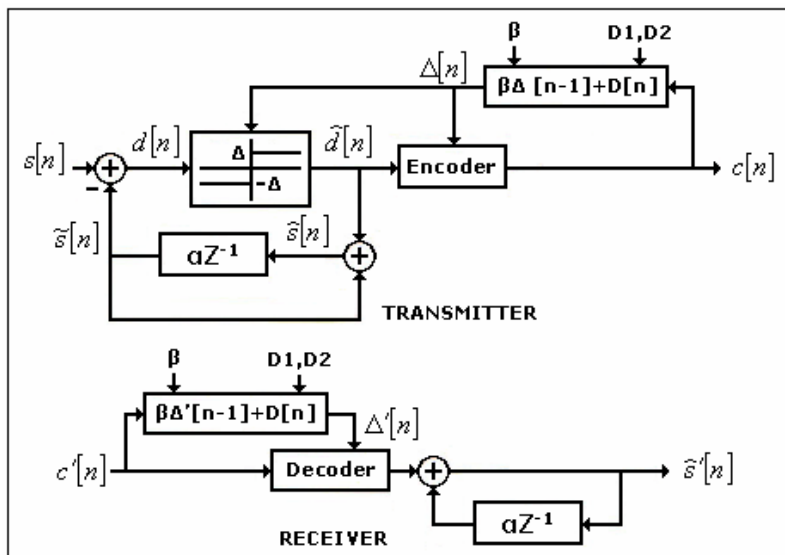 β D1,D2
Δ[n] βΔ [n-1]+D[n]
s[n] d[n] Δ -Δ d̂[n] Encoder c[n]
−
s̃[n] αZ⁻¹ ŝ[n]
TRANSMITTER
β D1,D2
βΔ'[n-1]+D[n] Δ'[n]
c'[n] Decoder ŝ'[n]
αZ⁻¹
RECEIVER